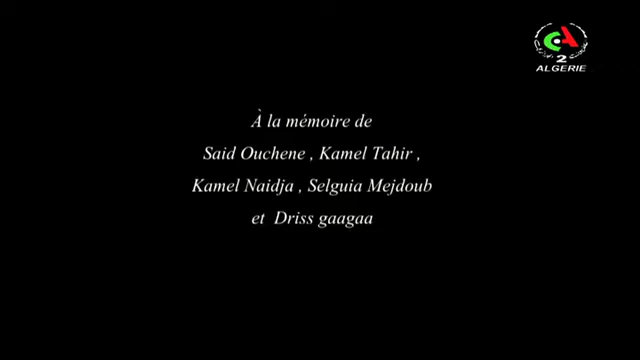 2
ALGERIE
À la mémoire de
Said Ouchene , Kamel Tahir ,
Kamel Naidja , Selguia Mejdoub
et Driss gaagaa